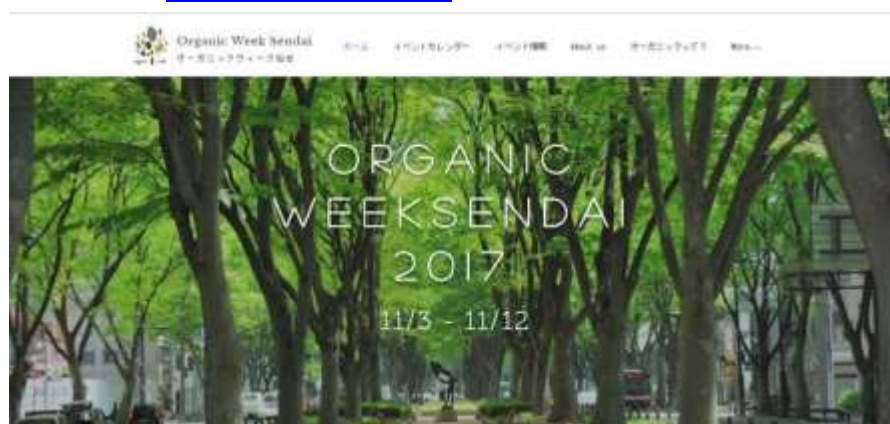 Organic Week Sendai
オーガニックウィーク仙台
ホーム イベントカレンダー イベント情報 About us オーガニックって？ More...
ORGANIC
WEEKSENDAI
2017
11/3 - 11/12